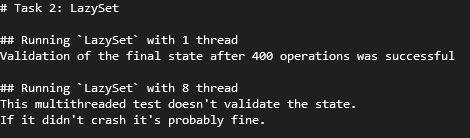 # Task 2: LazySet
## Running `LazySet` with 1 thread
Validation of the final state after 400 operations was successful
## Running `LazySet` with 8 thread
This multithreaded test doesn't validate the state.
If it didn't crash it's probably fine.